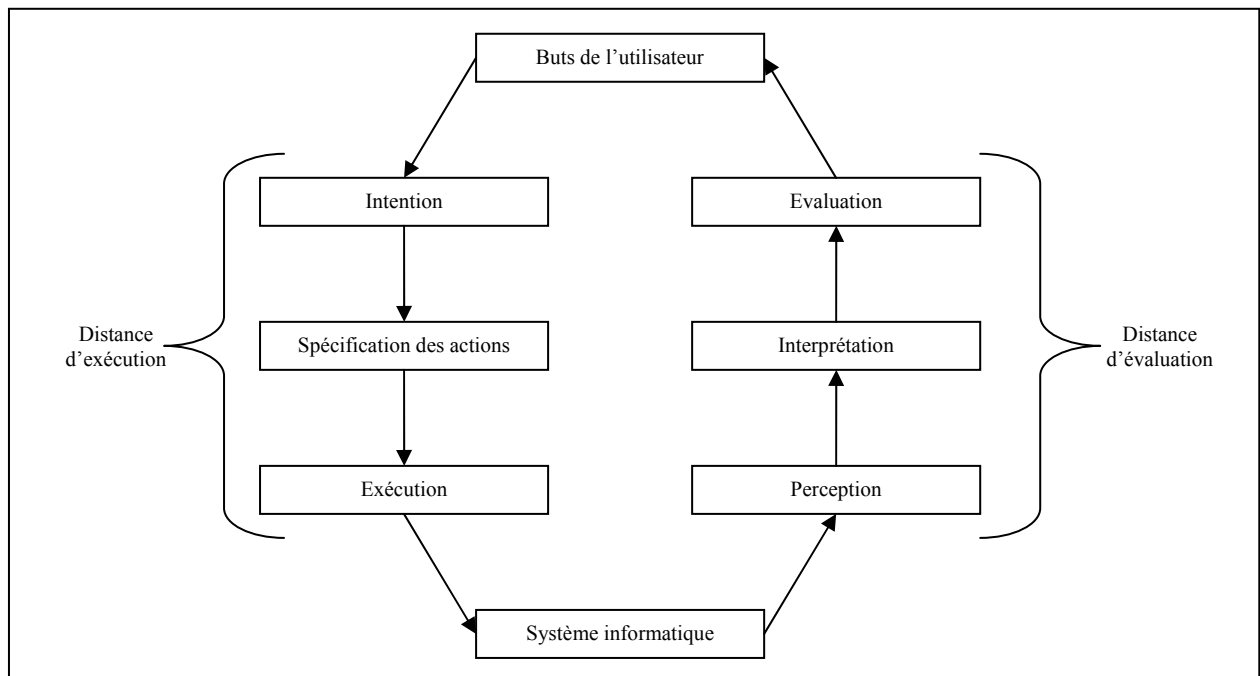 Buts de l’utilisateur
Intention
Evaluation
Distance
d’exécution
Spécification des actions
Interprétation
Distance
d’évaluation
Exécution
Perception
Système informatique